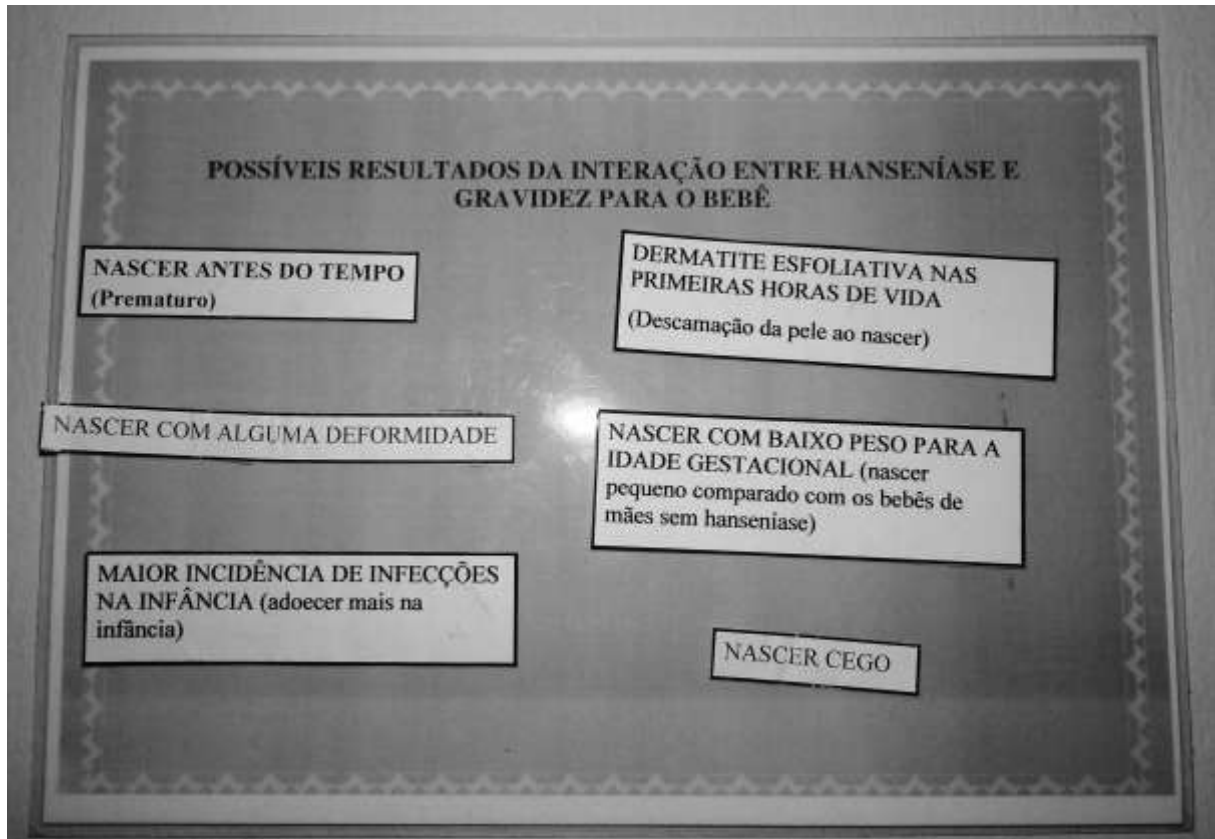 POSSÍVEIS RESULTADOS DA INTERAÇÃO ENTRE HANSENÍASE E
GRAVIDEZ PARA O BEBÊ
NASCER ANTES DO TEMPO
(Prematuro)
DERMATITE ESFOLIATIVA NAS
PRIMEIRAS HORAS DE VIDA
(Descamação da pele ao nascer)
NASCER COM ALGUMA DEFORMIDADE
NASCER COM BAIXO PESO PARA A
IDADE GESTACIONAL (nascer
pequeno comparado com os bebês de
mães sem hanseníase)
MAIOR INCIDÊNCIA DE INFECÇÕES
NA INFÂNCIA (adoecer mais na
infância)
NASCER CEGO